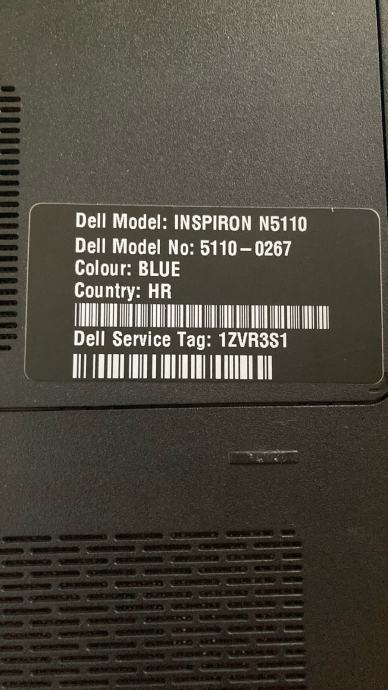 Dell Model: INSPIRON N5110
Dell Model No: 5110-0267
Colour: BLUE
Country: HR
Dell Service Tag: 1ZVR3S1